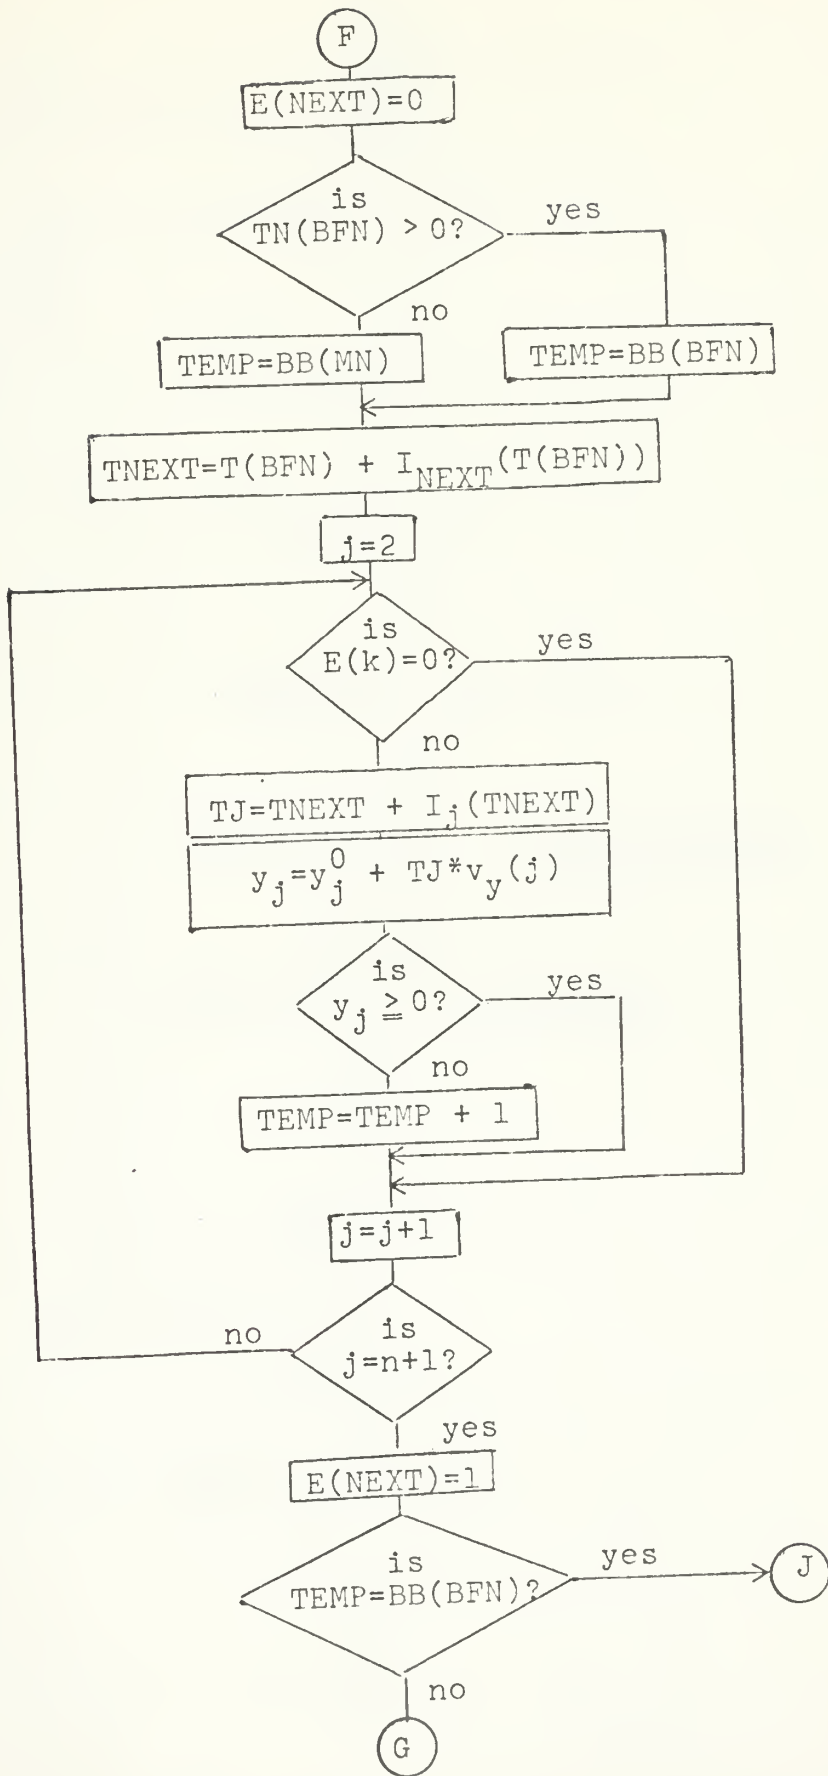 F
E(NEXT)=0
is
TN(BFN) > 0?
yes
no
TEMP=BB(MN)
TEMP=BB(BFN)
TNEXT=T(BFN) + I_NEXT(T(BFN))
j=2
is
E(k)=0?
yes
no
TJ=TNEXT + I_j(TNEXT)
y_j=y_j^0 + TJ*v_y(j)
is
y_j ≧ 0?
yes
no
TEMP=TEMP + 1
j=j+1
no
is
j=n+1?
yes
E(NEXT)=1
is
TEMP=BB(BFN)?
yes
J
no
G